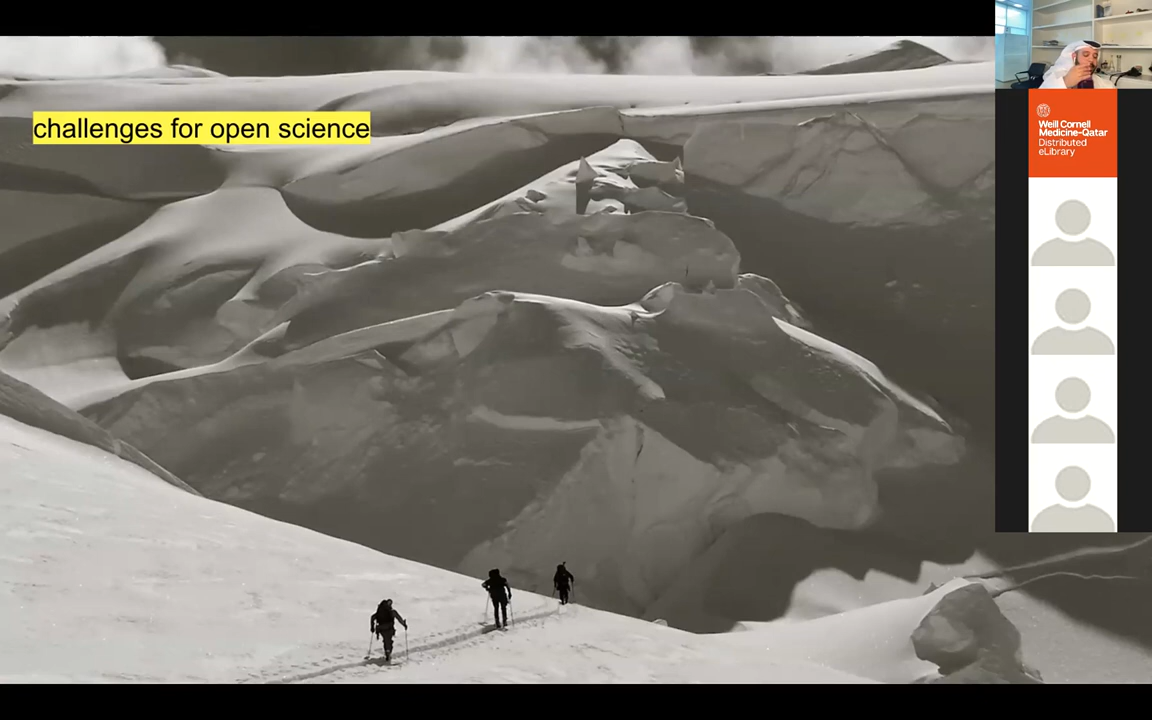 challenges for open science
Weill Cornell
Medicine-Qatar
Distributed
eLibrary